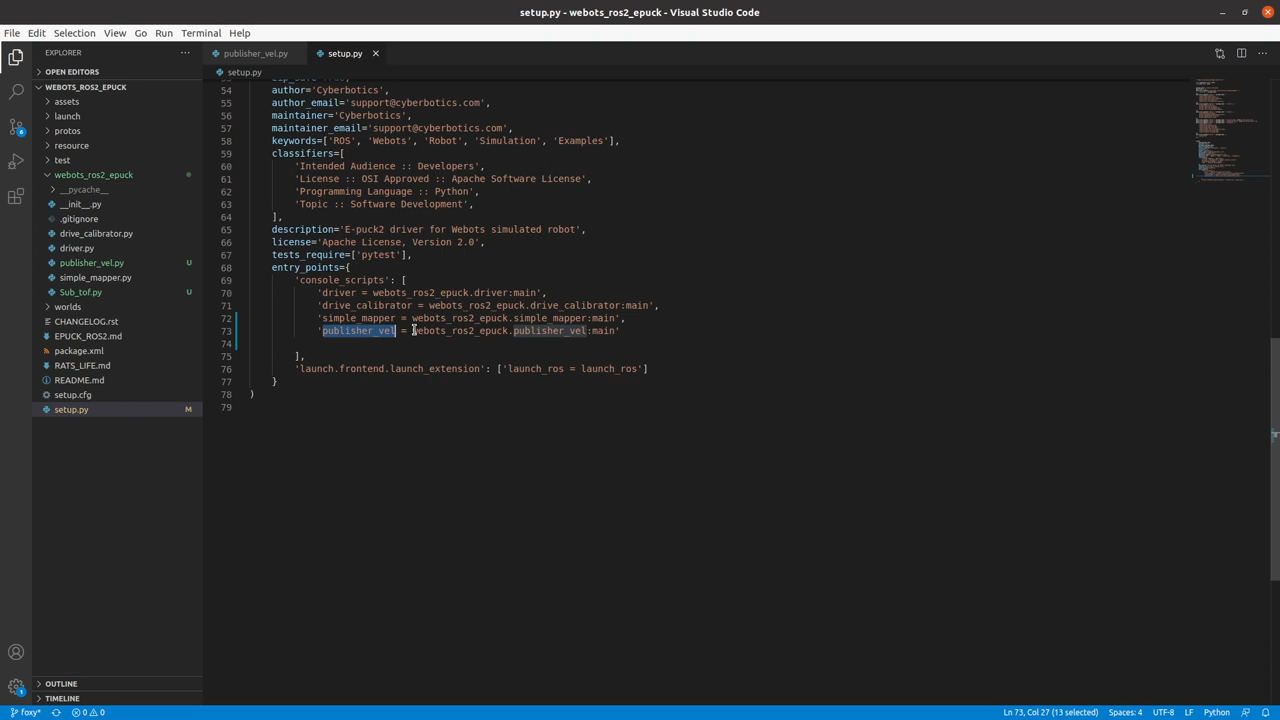 setup.py - webots_ros2_epuck - Visual Studio Code
File Edit Selection View Go Run Terminal Help
EXPLORER
OPEN EDITORS
WEBOTS_ROS2_EPUCK
assets
launch
protos
resource
test
webots_ros2_epuck
__pycache__
__init__.py
.gitignore
drive_calibrator.py
driver.py
publisher_vel.py U
simple_mapper.py
Sub_tof.py U
worlds
CHANGELOG.rst
EPUCK_ROS2.md
package.xml
RATS_LIFE.md
README.md
setup.cfg
setup.py M
OUTLINE
TIMELINE
6
1
publisher_vel.py setup.py
setup.py
54 author='Cyberbotics',
55 author_email='support@cyberbotics.com',
56 maintainer='Cyberbotics',
57 maintainer_email='support@cyberbotics.com',
58 keywords=['ROS', 'Webots', 'Robot', 'Simulation', 'Examples'],
59 classifiers=[
60 'Intended Audience :: Developers',
61 'License :: OSI Approved :: Apache Software License',
62 'Programming Language :: Python',
63 'Topic :: Software Development',
64 ],
65 description='E-puck2 driver for Webots simulated robot',
66 license='Apache License, Version 2.0',
67 tests_require=['pytest'],
68 entry_points={
69 'console_scripts': [
70 'driver = webots_ros2_epuck.driver:main',
71 'drive_calibrator = webots_ros2_epuck.drive_calibrator:main',
72 'simple_mapper = webots_ros2_epuck.simple_mapper:main',
73 'publisher_vel = webots_ros2_epuck.publisher_vel:main'
74
75 ],
76 'launch.frontend.launch_extension': ['launch_ros = launch_ros']
77 }
78 )
79
foxy* 0 0 Ln 73, Col 27 (13 selected) Spaces: 4 UTF-8 LF Python